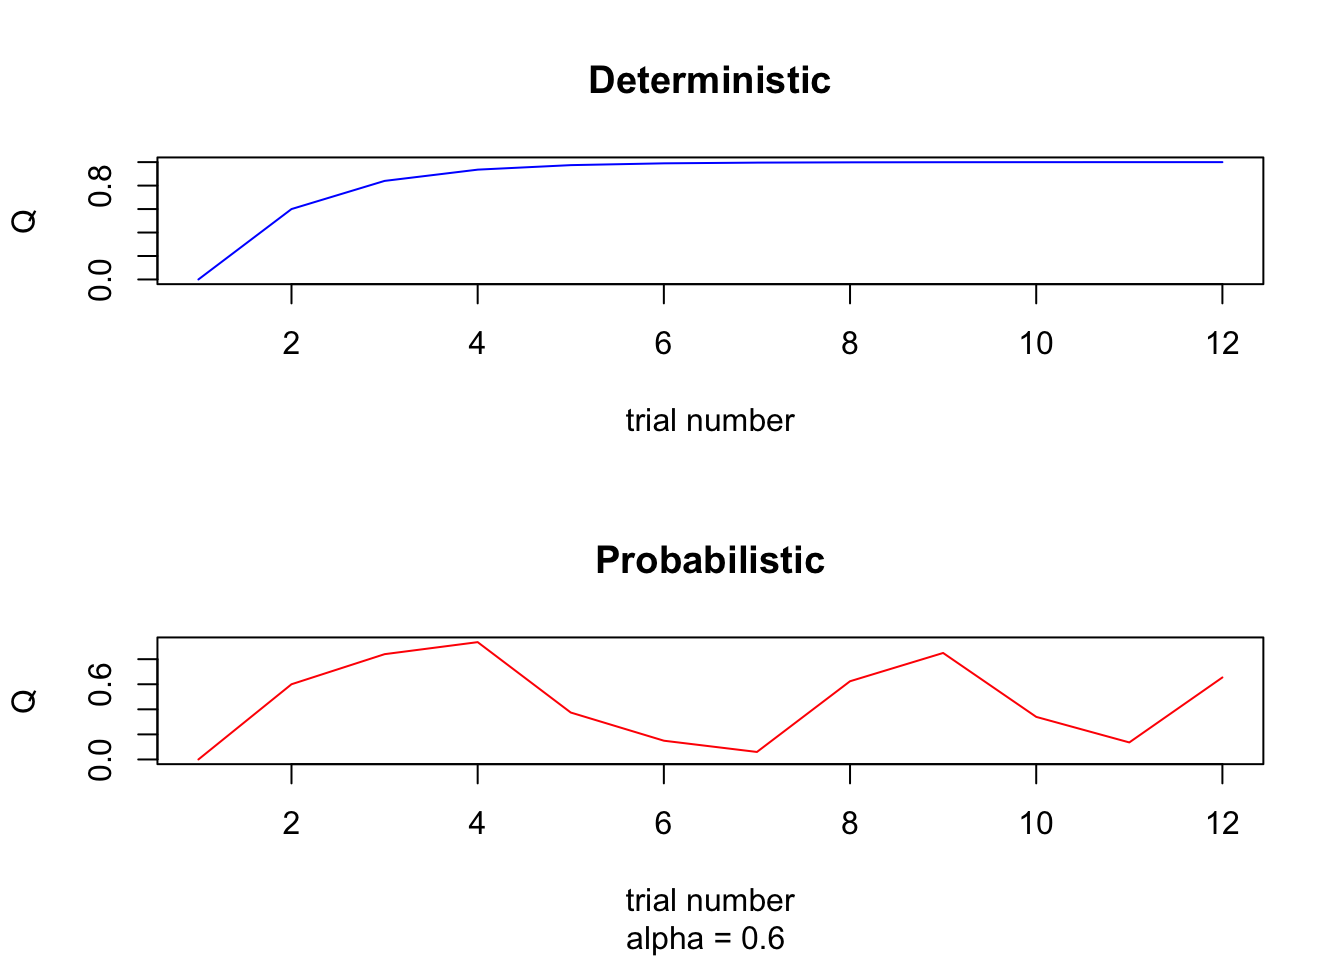 Deterministic
Q
0.8
0.0
2 4 6 8 10 12
trial number
Probabilistic
Q
0.6
0.0
2 4 6 8 10 12
trial number
alpha = 0.6